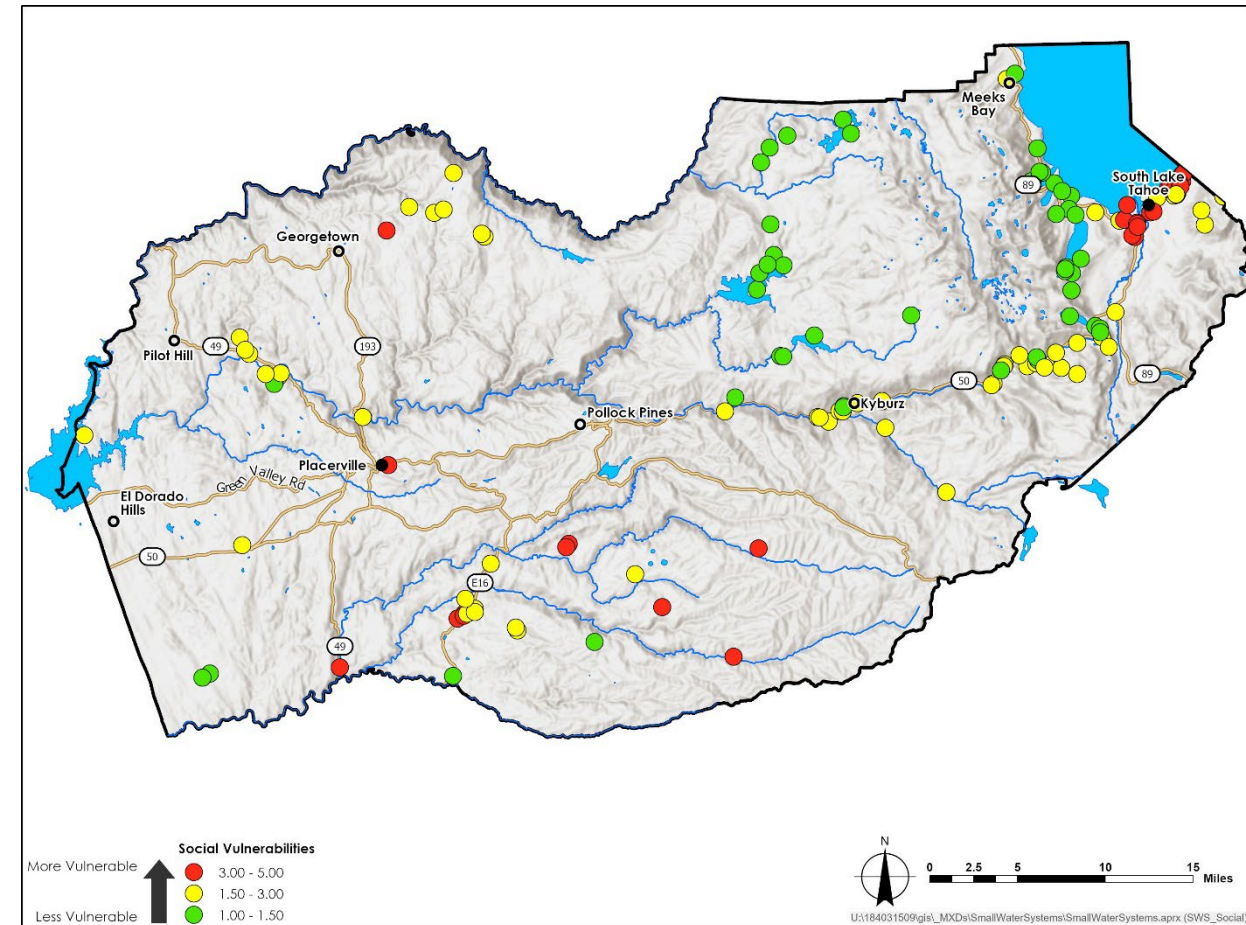 Meeks
Bay
89
South Lake
Tahoe
Georgetown
Pilot Hill
49
193
50
89
Kyburz
Pollock Pines
Placerville
Green Valley Rd
El Dorado
Hills
50
E16
49
Social Vulnerabilities
More Vulnerable
3.00 - 5.00
1.50 - 3.00
Less Vulnerable
1.00 - 1.50
N
0 2.5 5 10 15
Miles
U:\184031509\gis\_MXDs\SmallWaterSystems\SmallWaterSystems.aprx (SWS_Social)